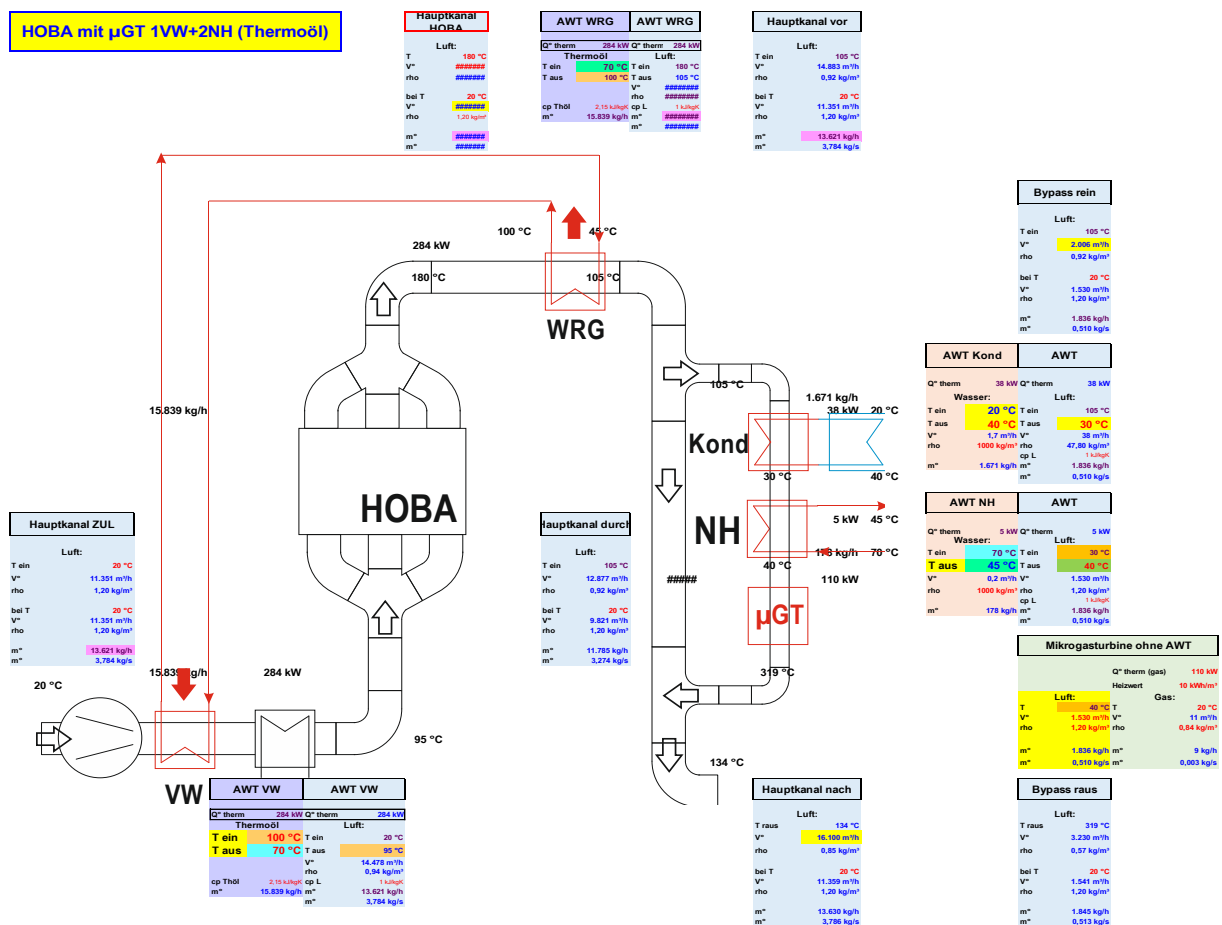 HOBA mit µGT 1VW+2NH (Thermoöl)
Hauptkanal HOBA
Luft:
T 180 °C
V° #######
rho #######
bei T 20 °C
V° #######
rho 1,20 kg/m³
m° #######
m° #######
AWT WRG
Q° therm 284 kW
Thermoöl
T ein 70 °C
T aus 100 °C
cp Thöl 2,15 kJ/kgK
m° 15.839 kg/h
AWT WRG
Q° therm 284 kW
Luft:
T ein 180 °C
T aus 105 °C
V° ########
rho ########
cp L 1 kJ/kgK
m° ########
m° ########
Hauptkanal vor
Luft:
T ein 105 °C
V° 14.883 m³/h
rho 0,92 kg/m³
bei T 20 °C
V° 11.351 m³/h
rho 1,20 kg/m³
m° 13.621 kg/h
m° 3,784 kg/s
Bypass rein
Luft:
T ein 105 °C
V° 2.006 m³/h
rho 0,92 kg/m³
bei T 20 °C
V° 1.530 m³/h
rho 1,20 kg/m³
m° 1.836 kg/h
m° 0,510 kg/s
100 °C
45 °C
284 kW
180 °C
105 °C
WRG
105 °C
15.839 kg/h
1.671 kg/h
38 kW
20 °C
Kond
30 °C
40 °C
HOBA
NH
5 kW
45 °C
178 kg/h
70 °C
40 °C
110 kW
#####
µGT
319 °C
134 °C
AWT Kond
Q° therm 38 kW
Wasser:
T ein 20 °C
T aus 40 °C
V° 1,7 m³/h
rho 1000 kg/m³
m° 1.671 kg/h
AWT
Q° therm 38 kW
Luft:
T ein 105 °C
T aus 30 °C
V° 38 m³/h
rho 47,80 kg/m³
cp L 1 kJ/kgK
m° 1.836 kg/h
m° 0,510 kg/s
AWT NH
Q° therm 5 kW
Wasser:
T ein 70 °C
T aus 45 °C
V° 0,2 m³/h
rho 1000 kg/m³
m° 178 kg/h
AWT
Q° therm 5 kW
Luft:
T ein 30 °C
T aus 40 °C
V° 1.530 m³/h
rho 1,20 kg/m³
cp L 1 kJ/kgK
m° 1.836 kg/h
m° 0,510 kg/s
Hauptkanal ZUL
Luft:
T ein 20 °C
V° 11.351 m³/h
rho 1,20 kg/m³
bei T 20 °C
V° 11.351 m³/h
rho 1,20 kg/m³
m° 13.621 kg/h
m° 3,784 kg/s
Hauptkanal durch
Luft:
T ein 105 °C
V° 12.877 m³/h
rho 0,92 kg/m³
bei T 20 °C
V° 9.821 m³/h
rho 1,20 kg/m³
m° 11.785 kg/h
m° 3,274 kg/s
Mikrogasturbine ohne AWT
Q° therm (gas) 110 kW
Heizwert 10 kWh/m³
Luft:
T 40 °C
V° 1.530 m³/h
rho 1,20 kg/m³
m° 1.836 kg/h
m° 0,510 kg/s
Gas:
T 20 °C
V° 11 m³/h
rho 0,84 kg/m³
m° 9 kg/h
m° 0,003 kg/s
20 °C
15.839 kg/h
284 kW
95 °C
VW
AWT VW
Q° therm 284 kW
Thermoöl
T ein 100 °C
T aus 70 °C
cp Thöl 2,15 kJ/kgK
m° 15.839 kg/h
AWT VW
Q° therm 284 kW
Luft:
T ein 20 °C
T aus 95 °C
V° 14.478 m³/h
rho 0,94 kg/m³
cp L 1 kJ/kgK
m° 13.621 kg/h
m° 3,784 kg/s
Hauptkanal nach
Luft:
T raus 134 °C
V° 16.100 m³/h
rho 0,85 kg/m³
bei T 20 °C
V° 11.359 m³/h
rho 1,20 kg/m³
m° 13.630 kg/h
m° 3,786 kg/s
Bypass raus
Luft:
T raus 319 °C
V° 3.230 m³/h
rho 0,57 kg/m³
bei T 20 °C
V° 1.541 m³/h
rho 1,20 kg/m³
m° 1.845 kg/h
m° 0,513 kg/s